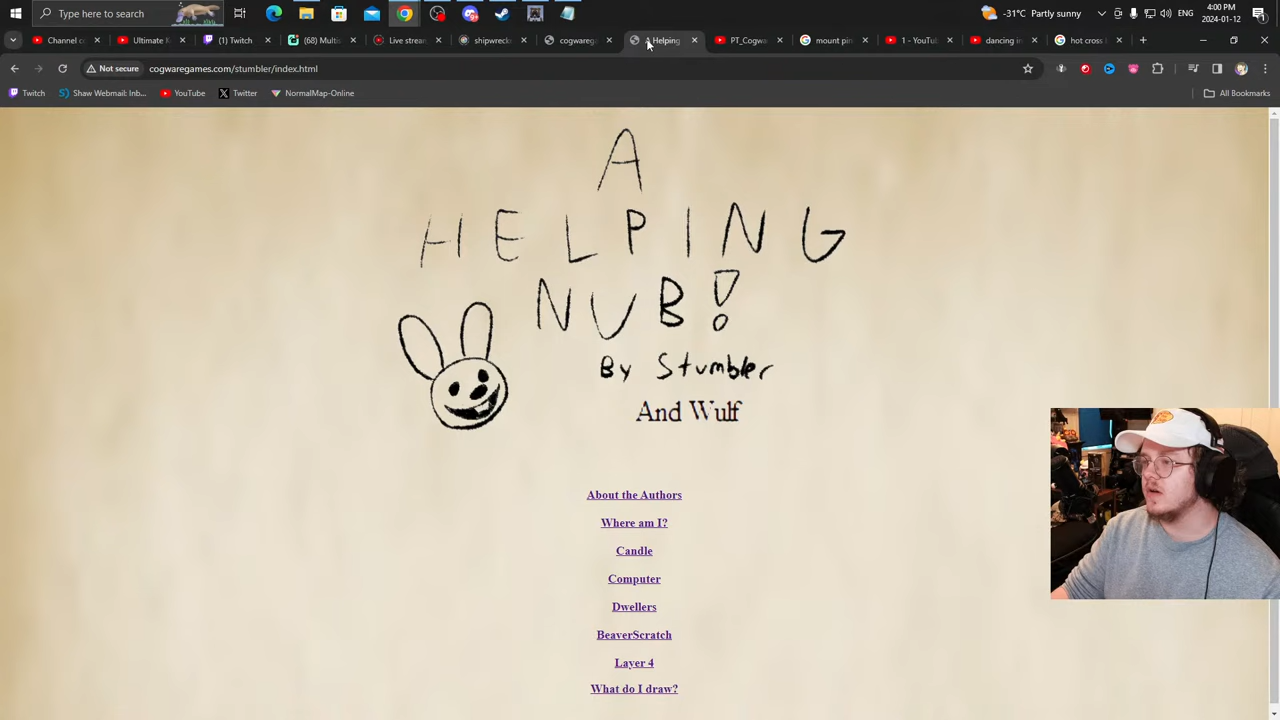 Type here to search
-31°C Partly sunny
ENG
4:00 PM
2024-01-12
Channel c
Ultimate
(1) Twitch
(68) Multi
Live stream
shipwreck
cogwarega
A Helping
PT_Cogwa
mount pin
1 - YouTub
dancing in
hot cross
Not secure
cogwaregames.com/stumbler/index.html
Twitch
Shaw Webmail: Inb...
YouTube
Twitter
NormalMap-Online
All Bookmarks
A
HELPING
NUB!
By Stumbler
And Wulf
About the Authors
Where am I?
Candle
Computer
Dwellers
BeaverScratch
Layer 4
What do I draw?